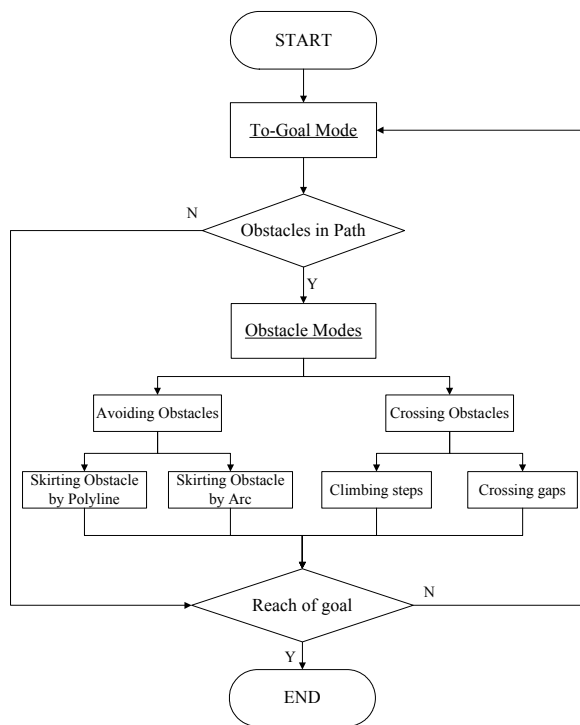 START
To-Goal Mode
N
Obstacles in Path
Y
Obstacle Modes
Avoiding Obstacles
Crossing Obstacles
Skirting Obstacle
by Polyline
Skirting Obstacle
by Arc
Climbing steps
Crossing gaps
Reach of goal
N
Y
END